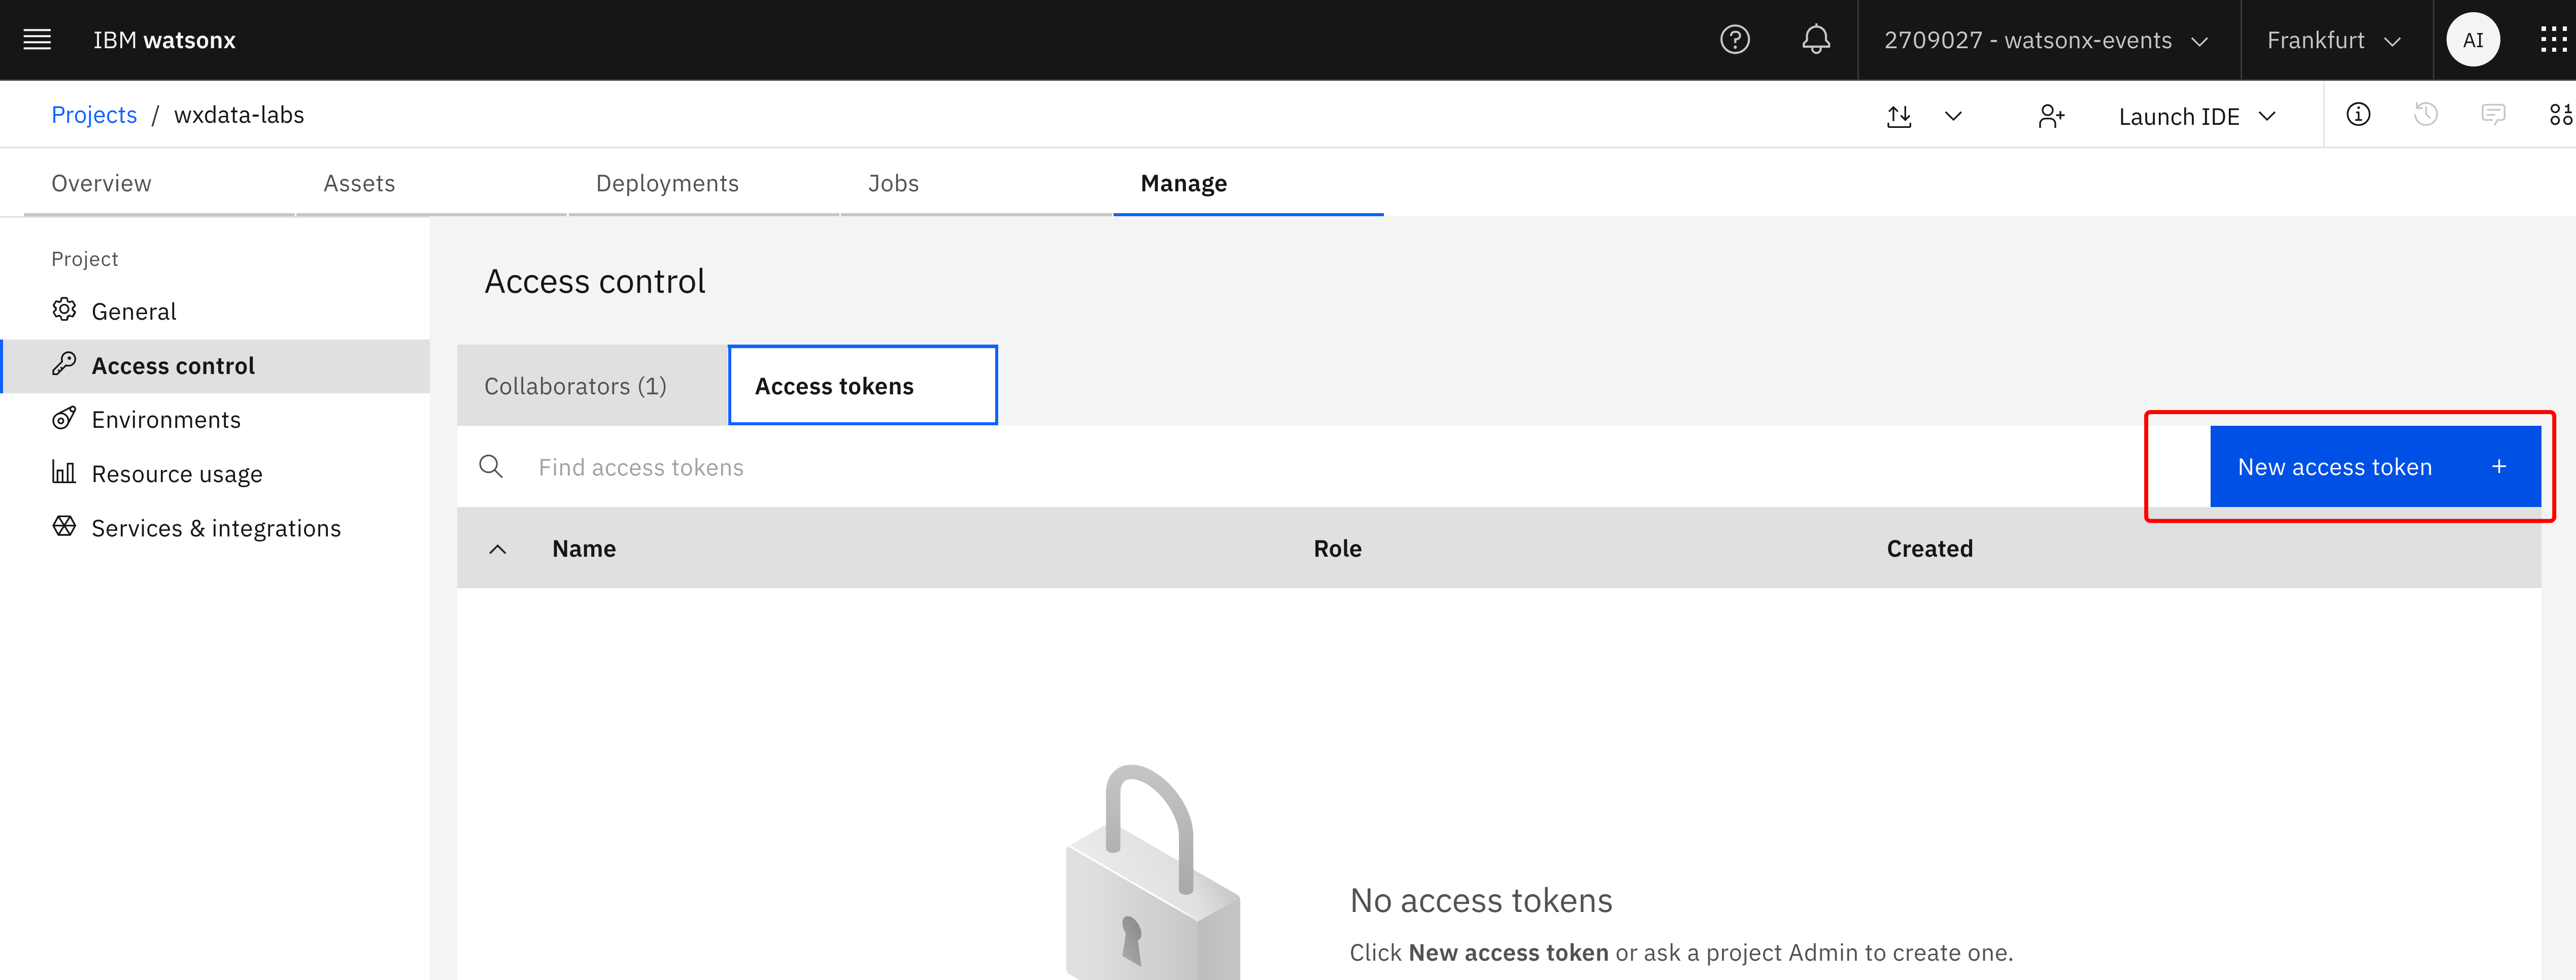 IBM watsonx
2709027 - watsonx-events
Frankfurt
AI
Projects / wxdata-labs
Launch IDE
Overview
Assets
Deployments
Jobs
Manage
Project
General
Access control
Environments
Resource usage
Services & integrations
Access control
Collaborators (1)
Access tokens
Find access tokens
New access token +
Name
Role
Created
No access tokens
Click New access token or ask a project Admin to create one.